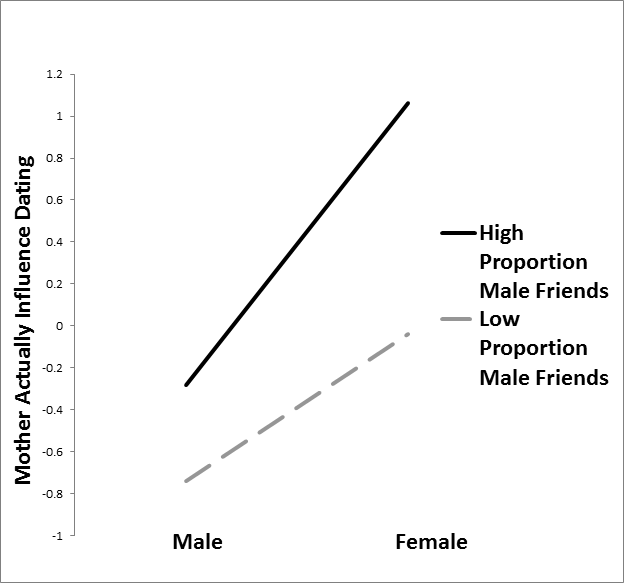 Mother Actually Influence Dating
1.2
1
0.8
0.6
0.4
0.2
0
-0.2
-0.4
-0.6
-0.8
-1
Male
Female
High
Proportion
Male Friends
Low
Proportion
Male Friends